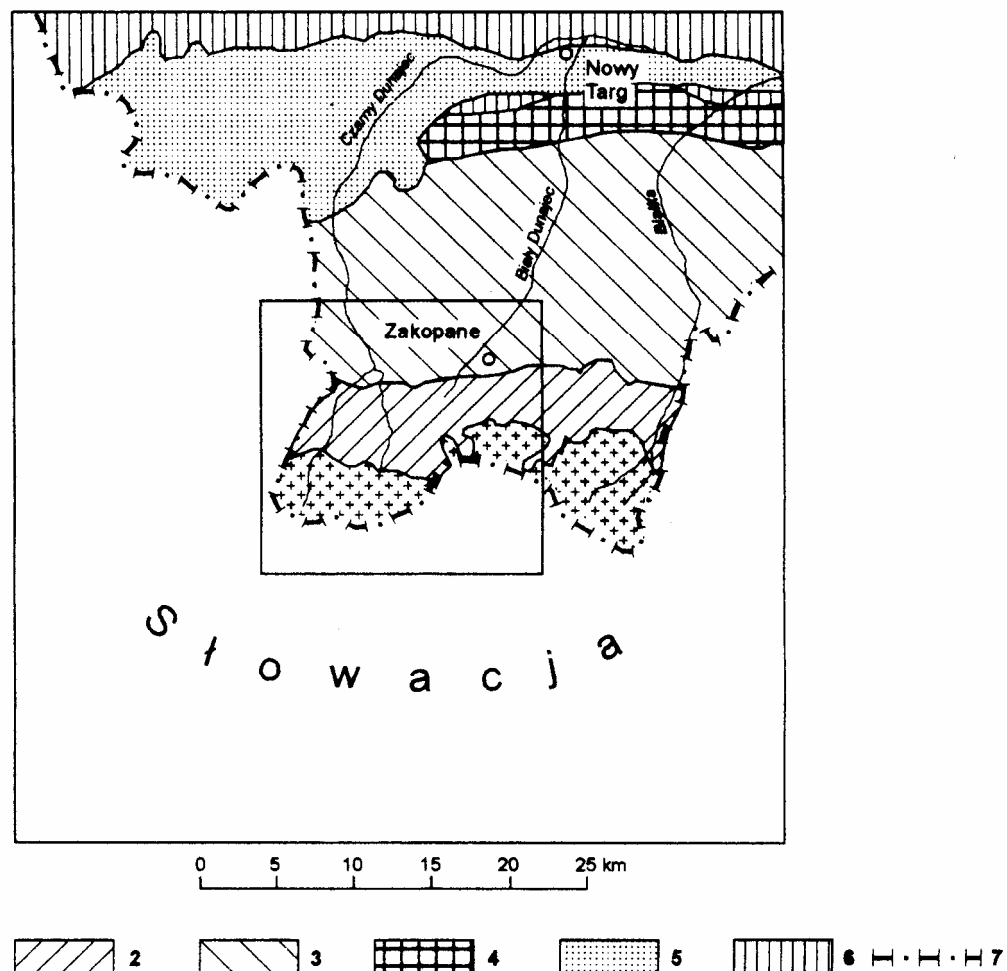 Nowy
Targ
Czarny Dunajec
Biały Dunajec
Białka
Zakopane
Słowacja
0 5 10 15 20 25 km
2 3 4 5 6 7